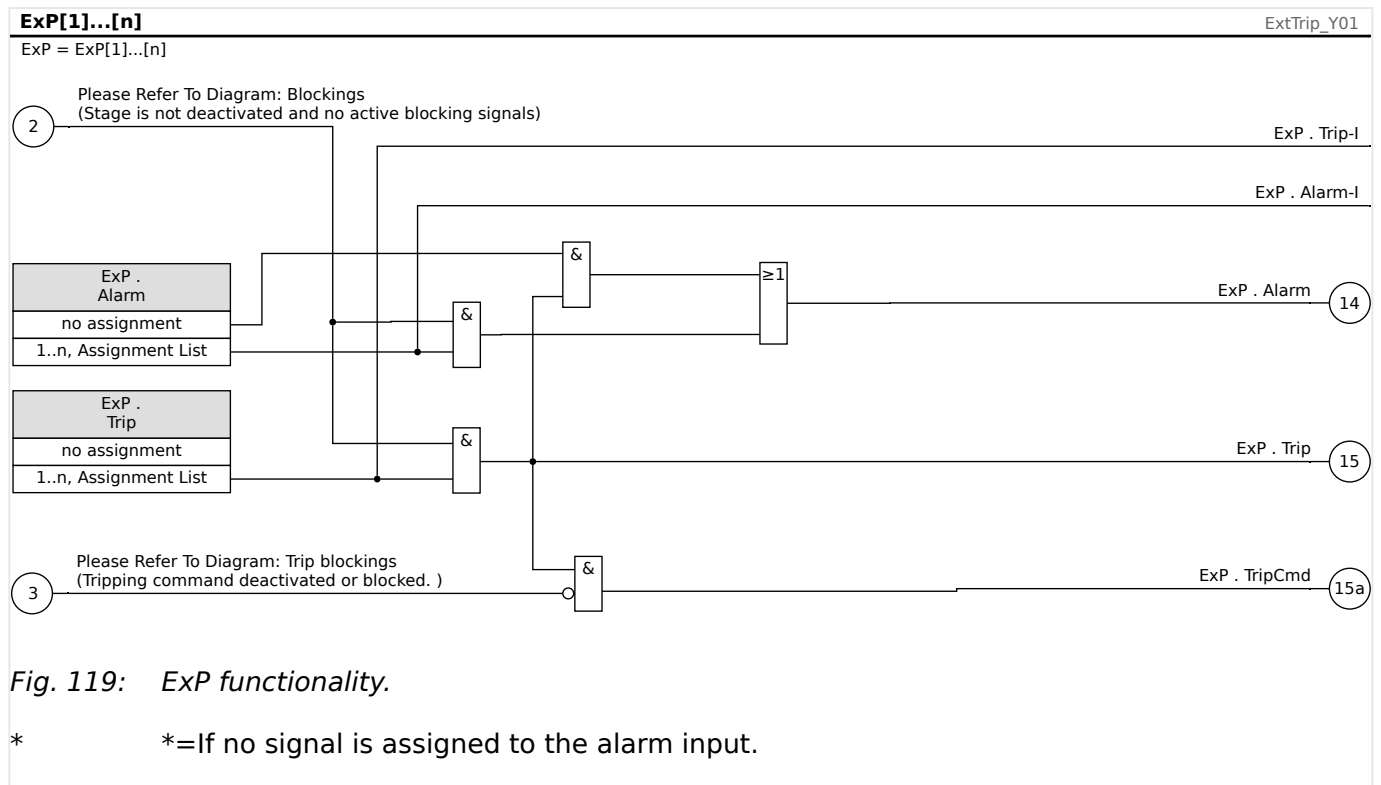 ExP[1]...[n]
ExtTrip_Y01
ExP = ExP[1]...[n]
Please Refer To Diagram: Blockings
(Stage is not deactivated and no active blocking signals)
2
ExP . Trip-I
ExP . Alarm-I
&
ExP .
Alarm
≥1
ExP . Alarm
14
no assignment
&
1..n, Assignment List
ExP .
Trip
no assignment
&
ExP . Trip
15
1..n, Assignment List
Please Refer To Diagram: Trip blockings
(Tripping command deactivated or blocked. )
3
&
ExP . TripCmd
15a
Fig. 119: ExP functionality.
* *=If no signal is assigned to the alarm input.